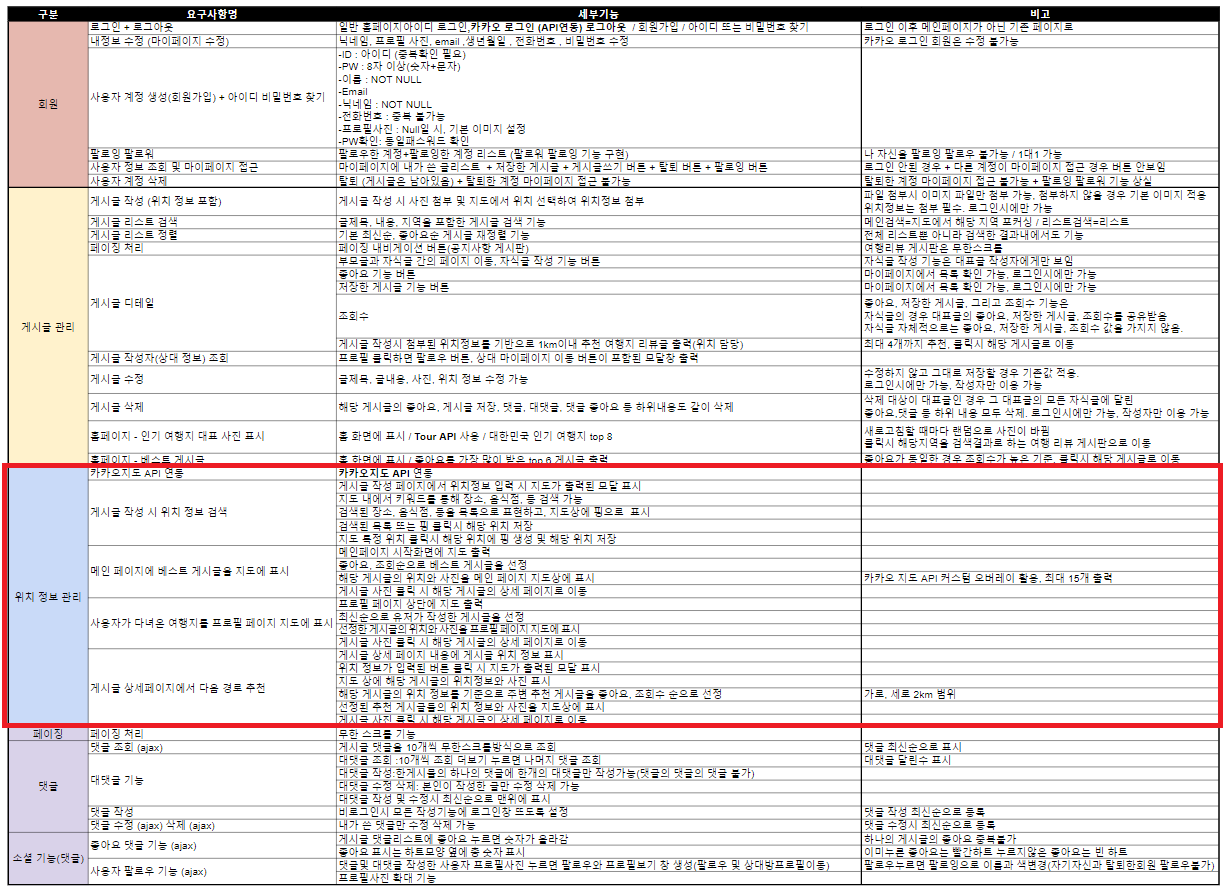 구분 요구사항명 세부기능 비고
회원
로그인 + 로그아웃 일반 홈페이지아이디 로그인,카카오 로그인 (API연동) 로그아웃 / 회원가입 / 아이디 또는 비밀번호 찾기 로그인 이후 메인페이지가 아닌 기존 페이지로
내정보 수정 (마이페이지 수정) 닉네임, 프로필 사진, email ,생년월일 , 전화번호 , 비밀번호 수정 카카오 로그인 회원은 수정 불가능
사용자 계정 생성(회원가입) + 아이디 비밀번호 찾기
-ID : 아이디 (중복확인 필요)
-PW : 8자 이상(숫자+문자)
-이름 : NOT NULL
-Email
-닉네임 : NOT NULL
-전화번호 : 중복 불가능
-프로필사진 : Null일 시, 기본 이미지 설정
-PW확인: 동일패스워드 확인
팔로잉 팔로워 팔로우한 계정+팔로잉한 계정 리스트 (팔로워 팔로잉 기능 구현) 나 자신을 팔로잉 팔로우 불가능 / 1대1 가능
사용자 정보 조회 및 마이페이지 접근 마이페이지에 내가 쓴 글리스트 + 저장한 게시글 + 게시글쓰기 버튼 + 탈퇴 버튼 + 팔로잉 버튼 로그인 안된 경우 + 다른 계정이 마이페이지 접근 경우 버튼 안보임
사용자 계정 삭제 탈퇴 (게시글은 남아있음) + 탈퇴한 계정 마이페이지 접근 불가능 탈퇴한 계정 마이페이지 접근 불가능 + 팔로잉 팔로워 기능 상실
게시글 관리
게시글 작성 (위치 정보 포함) 게시글 작성 시 사진 첨부 및 지도에서 위치 선택하여 위치정보 첨부 파일 첨부시 이미지 파일만 첨부 가능, 첨부하지 않을 경우 기본 이미지 적용
위치정보는 첨부 필수. 로그인시에만 가능
게시글 리스트 검색 글제목, 내용, 지역을 포함한 게시글 검색 기능 메인검색=지도에서 해당 지역 포커싱 / 리스트검색=리스트
게시글 리스트 정렬 기본 최신순, 좋아요순 게시글 재정렬 기능 전체 리스트뿐 아니라 검색한 결과내에서도 기능
페이징 처리 페이징 내비게이션 버튼(공지사항 게시판) 여행리뷰 게시판은 무한스크롤
게시글 디테일
부모글과 자식글 간의 페이지 이동, 자식글 작성 기능 버튼 자식글 작성 기능은 대표글 작성자에게만 보임
좋아요 기능 버튼 마이페이지에서 목록 확인 가능, 로그인시에만 가능
저장한 게시글 기능 버튼 마이페이지에서 목록 확인 가능, 로그인시에만 가능
조회수 좋아요, 저장한 게시글, 그리고 조회수 기능은
자식글의 경우 대표글의 좋아요, 저장한 게시글, 조회수를 공유받음
자식글 자체적으로는 좋아요, 저장한 게시글, 조회수 값을 가지지 않음.
게시글 작성시 첨부된 위치정보를 기반으로 1km이내 추천 여행지 리뷰글 출력(위치 담당) 최대 4개까지 추천, 클릭시 해당 게시글로 이동
게시글 작성자(상대 정보) 조회 프로필 클릭하면 팔로우 버튼, 상대 마이페이지 이동 버튼이 포함된 모달창 출력
게시글 수정 글제목, 글내용, 사진, 위치 정보 수정 가능 수정하지 않고 그대로 저장할 경우 기존값 적용.
로그인시에만 가능, 작성자만 이용 가능
게시글 삭제 해당 게시글의 좋아요, 게시글 저장, 댓글, 대댓글, 댓글 좋아요 등 하위내용도 같이 삭제 삭제 대상이 대표글인 경우 그 대표글의 모든 자식글에 달린
좋아요,댓글 등 하위 내용 모두 삭제. 로그인시에만 가능, 작성자만 이용 가능
홈페이지 - 인기 여행지 대표 사진 표시 홈 화면에 표시 / Tour API 사용 / 대한민국 인기 여행지 top 8 새로고침할 때마다 랜덤으로 사진이 바뀜
클릭시 해당지역을 검색결과로 하는 여행 리뷰 게시판으로 이동
홈페이지 - 베스트 게시글 홈 화면에 표시 / 좋아요를 가장 많이 받은 top 6 게시글 출력 좋아요가 동일한 경우 조회수가 높은 기준, 클릭시 해당 게시글로 이동
위치 정보 관리
카카오지도 API 연동 카카오지도 API 연동
게시글 작성 시 위치 정보 검색
게시글 작성 페이지에서 위치정보 입력 시 지도가 출력된 모달 표시
지도 내에서 키워드를 통해 장소, 음식점, 등 검색 가능
검색된 장소, 음식점, 등을 목록으로 표현하고, 지도상에 핑으로 표시
검색된 목록 또는 핑 클릭시 해당 위치 저장
지도 특정 위치 클릭시 해당 위치에 핑 생성 및 해당 위치 저장
메인 페이지에 베스트 게시글을 지도에 표시
메인페이지 시작화면에 지도 출력
좋아요, 조회순으로 베스트 게시글을 선정
해당 게시글의 위치와 사진을 메인 페이지 지도상에 표시 카카오 지도 API 커스텀 오버레이 활용, 최대 15개 출력
게시글 사진 클릭 시 해당 게시글의 상세 페이지로 이동
사용자가 다녀온 여행지를 프로필 페이지 지도에 표시
프로필 페이지 상단에 지도 출력
최신순으로 유저가 작성한 게시글을 선정
선정한 게시글의 위치와 사진을 프로필 페이지 지도에 표시
게시글 사진 클릭 시 해당 게시글의 상세 페이지로 이동
게시글 상세페이지에서 다음 경로 추천
게시글 상세 페이지 내용에 게시글 위치 정보 표시
위치 정보가 입력된 버튼 클릭 시 지도가 출력된 모달 표시
지도 상에 해당 게시글의 위치정보와 사진 표시
해당 게시글의 위치 정보를 기준으로 주변 추천 게시글을 좋아요, 조회수 순으로 선정 가로, 세로 2km 범위
선정된 추천 게시글들의 위치 정보와 사진을 지도상에 표시
게시글 사진 클릭 시 해당 게시글의 상세 페이지로 이동
페이징 페이징 처리 무한 스크롤 기능
댓글
댓글 조회 (ajax) 게시글 댓글을 10개씩 무한스크롤방식으로 조회 댓글 최신순으로 표시
대댓글 기능
대댓글 조회 :10개씩 조회 더보기 누르면 나머지 댓글 조회 대댓글 달린수 표시
대댓글 작성:한게시물의 하나의 댓글에 한개의 대댓글만 작성가능(댓글의 댓글의 댓글 불가)
대댓글 수정 삭제: 본인이 작성한 글만 수정 삭제 가능
대댓글 작성 및 수정시 최신순으로 맨위에 표시
댓글 작성 비로그인시 모든 작성기능에 로그인창 뜨도록 설정 댓글 작성 최신순으로 등록
댓글 수정 (ajax) 삭제 (ajax) 내가 쓴 댓글만 수정 삭제 가능 댓글 수정시 최신순으로 등록
소셜 기능(댓글)
좋아요 댓글 기능 (ajax)
게시글 댓글리스트에 좋아요 누르면 숫자가 올라감 하나의 게시글의 좋아요 중복불가
좋아요 표시는 하트모양 옆에 총 숫자 표시 이미누른 좋아요는 빨간하트 누르지않은 좋아요는 빈 하트
사용자 팔로우 기능 (ajax)
댓글및 대댓글 작성한 사용자 프로필사진 누르면 팔로우와 프로필보기 창 생성(팔로우 및 상대방프로필이동) 팔로우누르면 팔로잉으로 이름과 색변경(자기자신과 탈퇴한회원 팔로우불가)
프로필사진 확대 기능